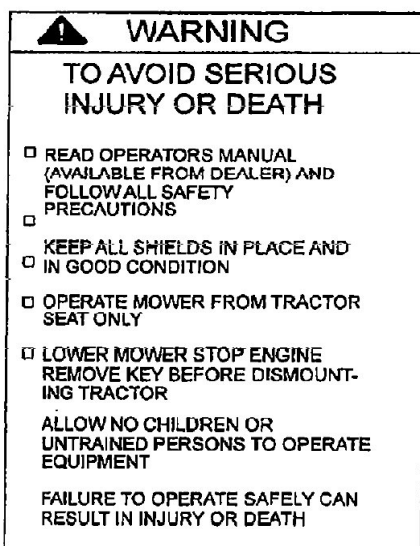 WARNING
TO AVOID SERIOUS
INJURY OR DEATH
□ READ OPERATORS MANUAL
(AVAILABLE FROM DEALER) AND
FOLLOW ALL SAFETY
PRECAUTIONS
□
KEEP ALL SHIELDS IN PLACE AND
□ IN GOOD CONDITION
□ OPERATE MOWER FROM TRACTOR
SEAT ONLY
□ LOWER MOWER STOP ENGINE
REMOVE KEY BEFORE DISMOUNT-
ING TRACTOR
ALLOW NO CHILDREN OR
UNTRAINED PERSONS TO OPERATE
EQUIPMENT
FAILURE TO OPERATE SAFELY CAN
RESULT IN INJURY OR DEATH